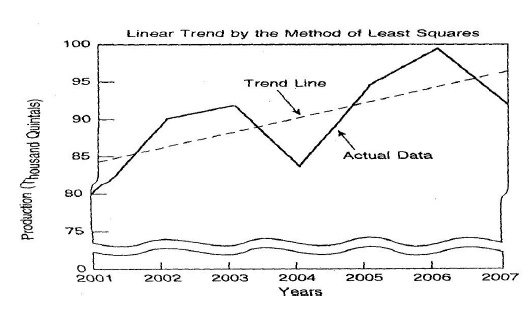 Linear Trend by the Method of Least Squares
100
95
90
85
80
75
0
Production (Thousand Quintals)
Trend Line
Actual Data
2001 2002 2003 2004 2005 2006 2007
Years